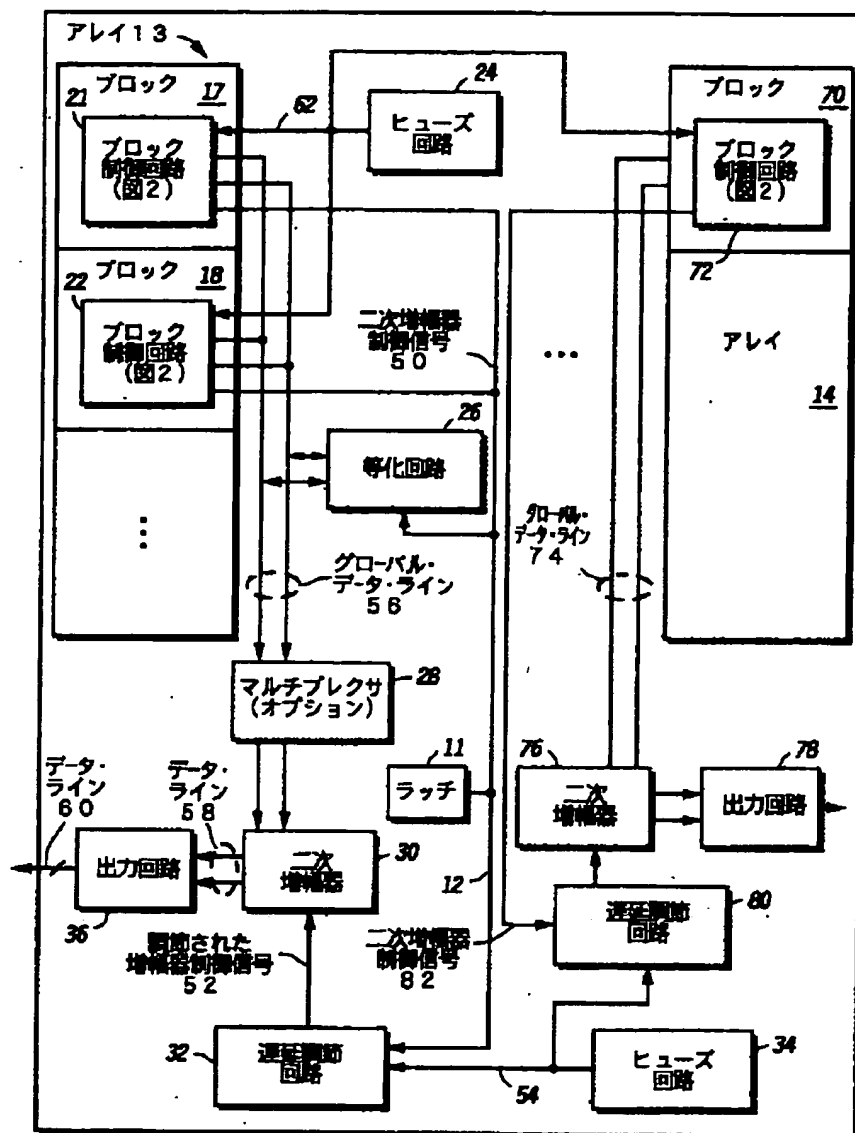 アレイ13
ブロック
17
21
ブロック
制御回路
(図2)
62
24
ヒューズ
回路
ブロック
70
ブロック
制御回路
(図2)
72
ブロック
18
22
ブロック
制御回路
(図2)
二次増幅器
制御信号
50
...
アレイ
14
26
等化回路
...
グローバル・
データ・ライン
56
グローバル・
データ・ライン
74
28
マルチプレクサ
(オプション)
11
ラッチ
76
二次
増幅器
78
出力回路
データ・
ライン
60
データ・
ライン
58
出力回路
36
二次
増幅器
30
12
調節された
増幅器制御信号
52
二次増幅器
制御信号
82
遅延調節
回路
80
32
遅延調節
回路
54
ヒューズ
回路
34